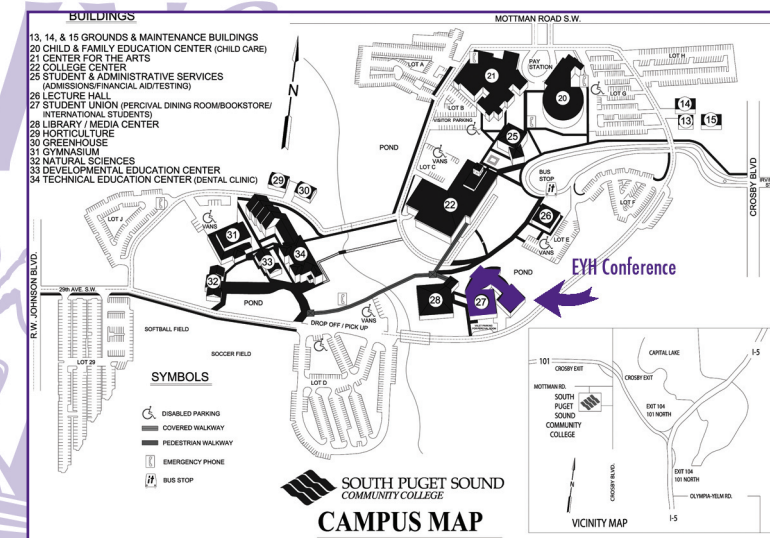 BUILDINGS
13, 14, & 15 GROUNDS & MAINTENANCE BUILDINGS
20 CHILD & FAMILY EDUCATION CENTER (CHILD CARE)
21 CENTER FOR THE ARTS
22 COLLEGE CENTER
25 STUDENT & ADMINISTRATIVE SERVICES
(ADMISSIONS/FINANCIAL AID/TESTING)
26 LECTURE HALL
27 STUDENT UNION (PERCIVAL DINING ROOM/BOOKSTORE/
INTERNATIONAL STUDENTS)
28 LIBRARY / MEDIA CENTER
29 HORTICULTURE
30 GREENHOUSE
31 GYMNASIUM
32 NATURAL SCIENCES
33 DEVELOPMENTAL EDUCATION CENTER
34 TECHNICAL EDUCATION CENTER (DENTAL CLINIC)
MOTTMAN ROAD S.W.
N
LOT A
21
PAY
STATION
20
LOT H
LOT G
LOT B
VISITOR PARKING
14
13
15
25
POND
VANS
LOT C
BUS
STOP
CROSBY BLVD
29
30
22
LOT F
26
LOT J
VANS
31
LOT E
VANS
33
34
32
POND
EYH Conference
R.W. JOHNSON BLVD.
29th AVE. S.W.
POND
28
27
VANS
DROP OFF / PICK UP
SOFTBALL FIELD
SOCCER FIELD
LOT 29
LOT D
SYMBOLS
DISABLED PARKING
COVERED WALKWAY
PEDESTRIAN WALKWAY
EMERGENCY PHONE
BUS STOP
SOUTH PUGET SOUND
COMMUNITY COLLEGE
CAMPUS MAP
CAPITAL LAKE
I-5
101
CROSBY EXIT
CROSBY EXIT
MOTTMAN RD.
SOUTH
PUGET
SOUND
COMMUNITY
COLLEGE
EXIT 104
101 NORTH
CROSBY BLVD.
EXIT 104
101 NORTH
OLYMPIA-YELM RD.
N
I-5
VICINITY MAP